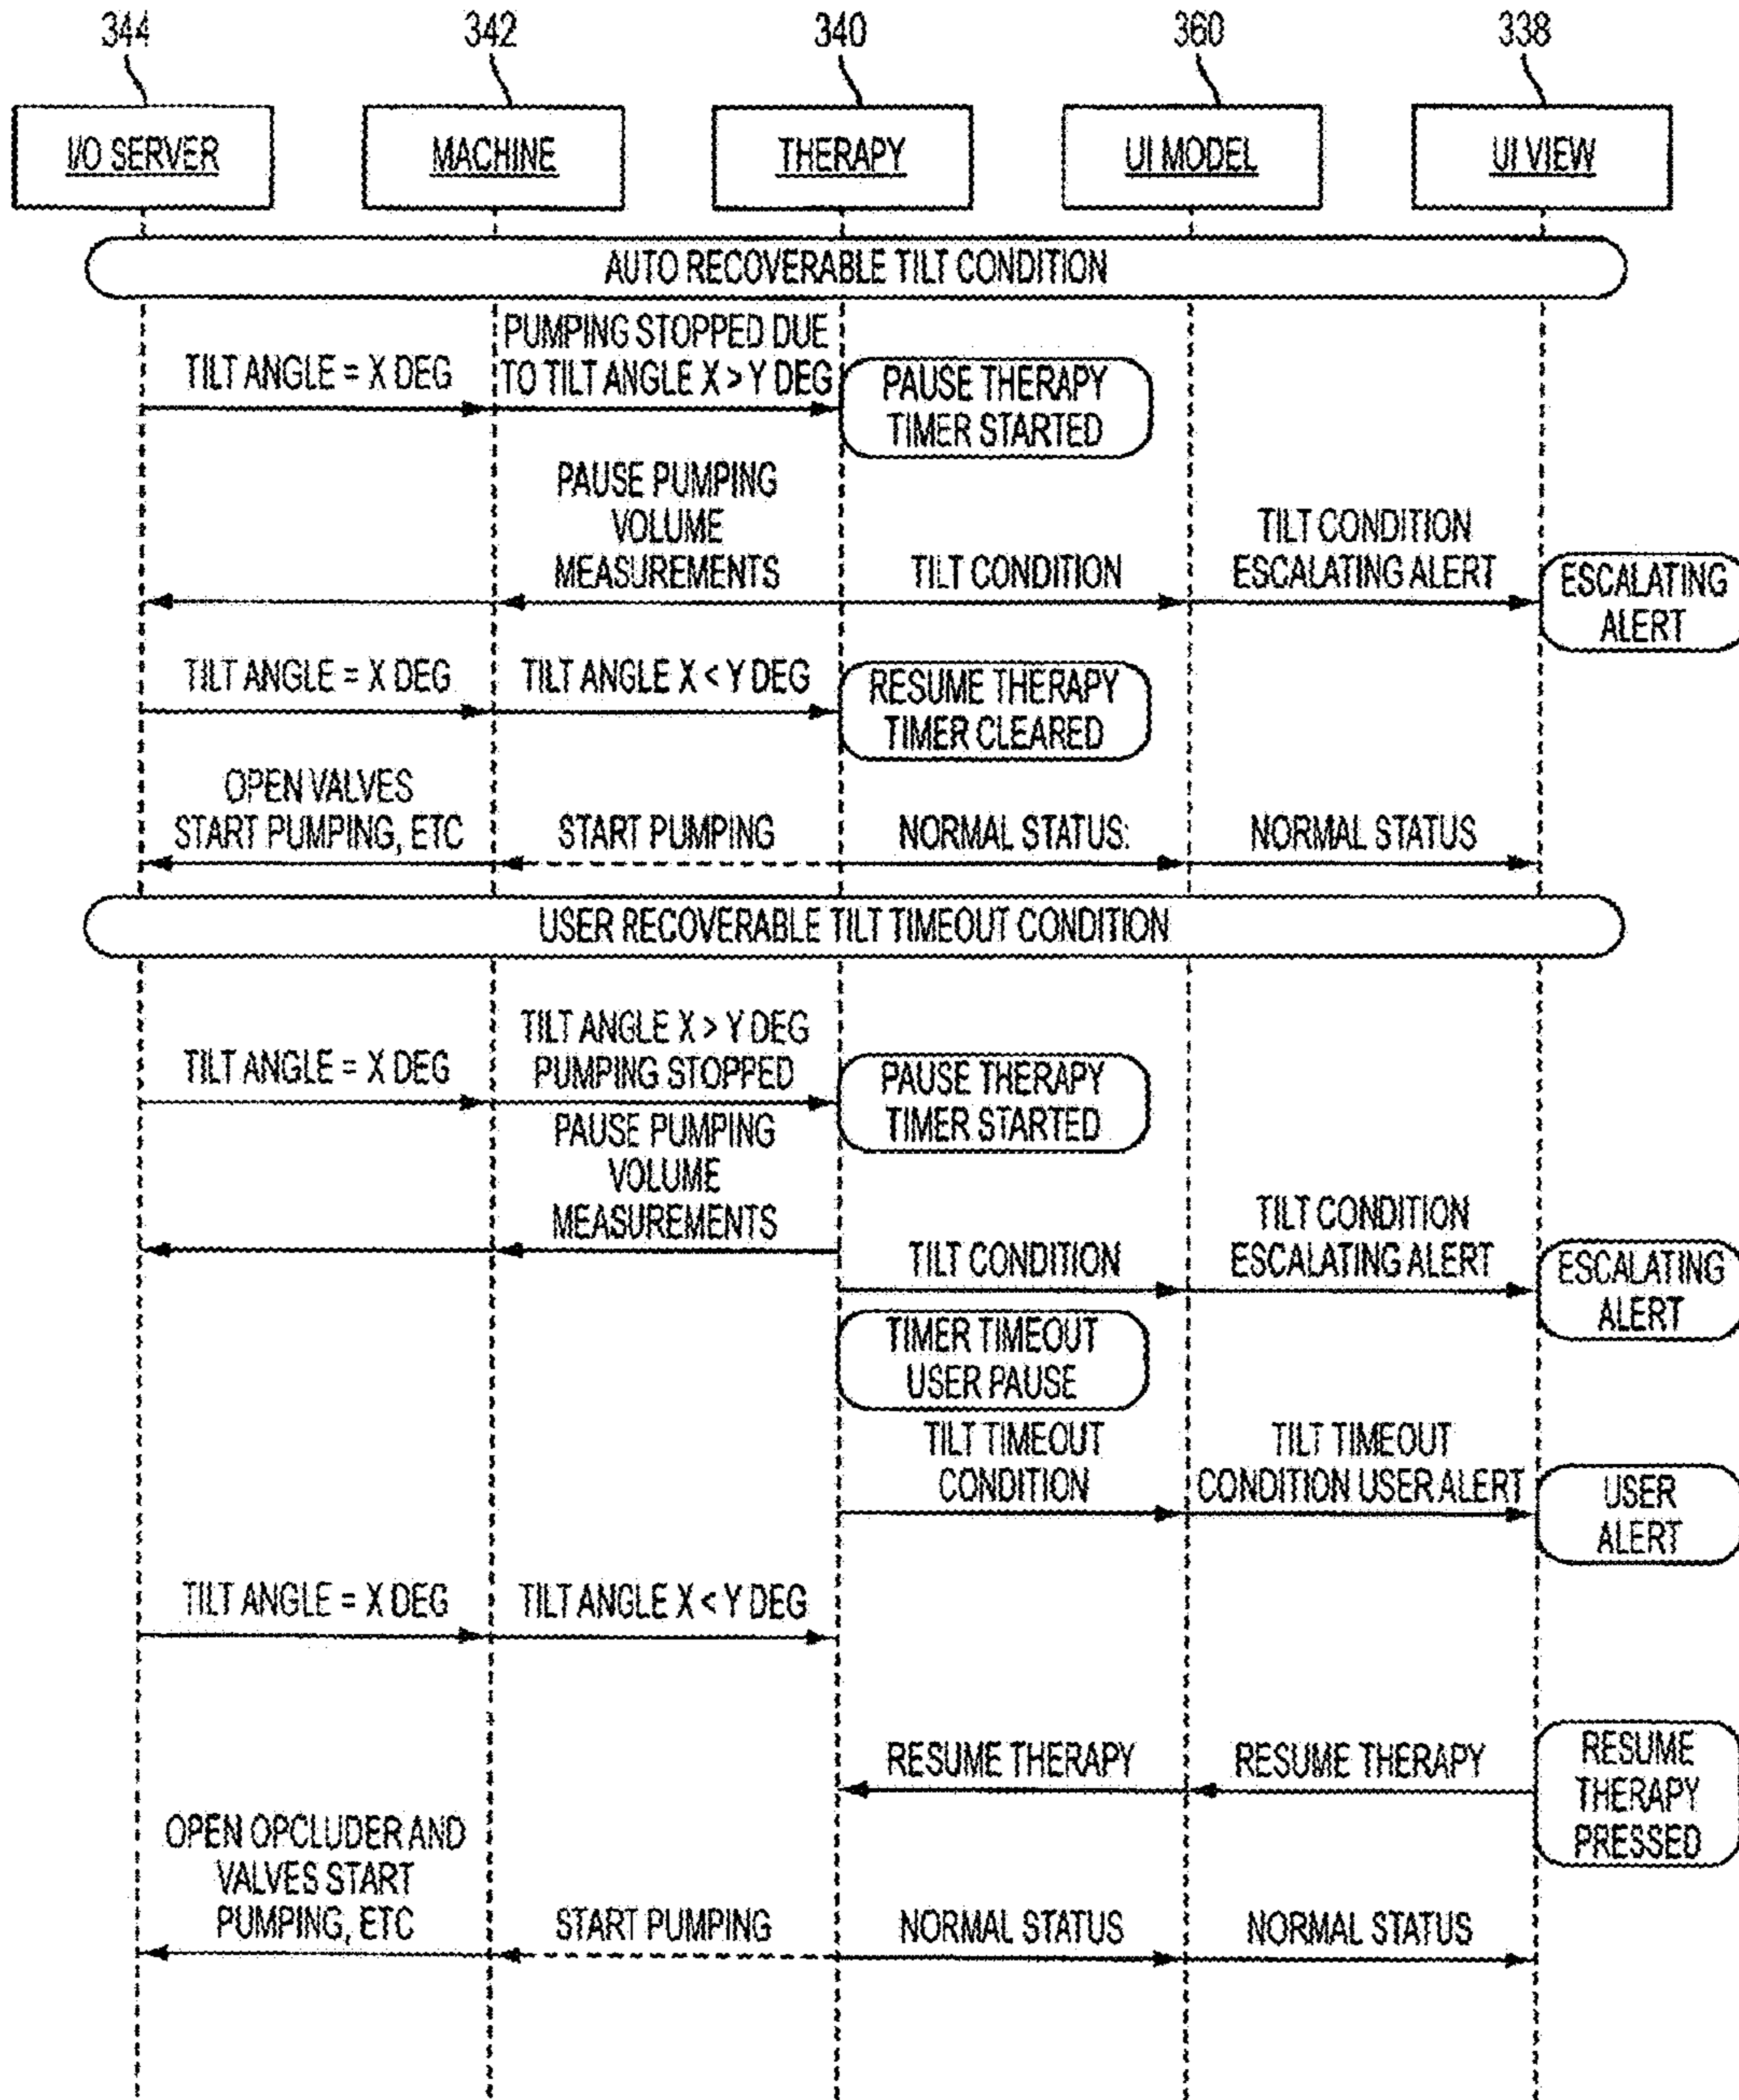 344
342
340
360
338
I/O SERVER
MACHINE
THERAPY
UI MODEL
UI VIEW
AUTO RECOVERABLE TILT CONDITION
TILT ANGLE = X DEG
PUMPING STOPPED DUE
TO TILT ANGLE X > Y DEG
PAUSE THERAPY
TIMER STARTED
PAUSE PUMPING
VOLUME
MEASUREMENTS
TILT CONDITION
TILT CONDITION
ESCALATING ALERT
ESCALATING
ALERT
TILT ANGLE = X DEG
TILT ANGLE X < Y DEG
RESUME THERAPY
TIMER CLEARED
OPEN VALVES
START PUMPING, ETC
START PUMPING
NORMAL STATUS:
NORMAL STATUS
USER RECOVERABLE TILT TIMEOUT CONDITION
TILT ANGLE = X DEG
TILT ANGLE X > Y DEG
PUMPING STOPPED
PAUSE THERAPY
TIMER STARTED
PAUSE PUMPING
VOLUME
MEASUREMENTS
TILT CONDITION
TILT CONDITION
ESCALATING ALERT
ESCALATING
ALERT
TIMER TIMEOUT
USER PAUSE
TILT TIMEOUT
CONDITION
TILT TIMEOUT
CONDITION USER ALERT
USER
ALERT
TILT ANGLE = X DEG
TILT ANGLE X < Y DEG
RESUME THERAPY
RESUME THERAPY
RESUME
THERAPY
PRESSED
OPEN OPCLUDER AND
VALVES START
PUMPING, ETC
START PUMPING
NORMAL STATUS
NORMAL STATUS